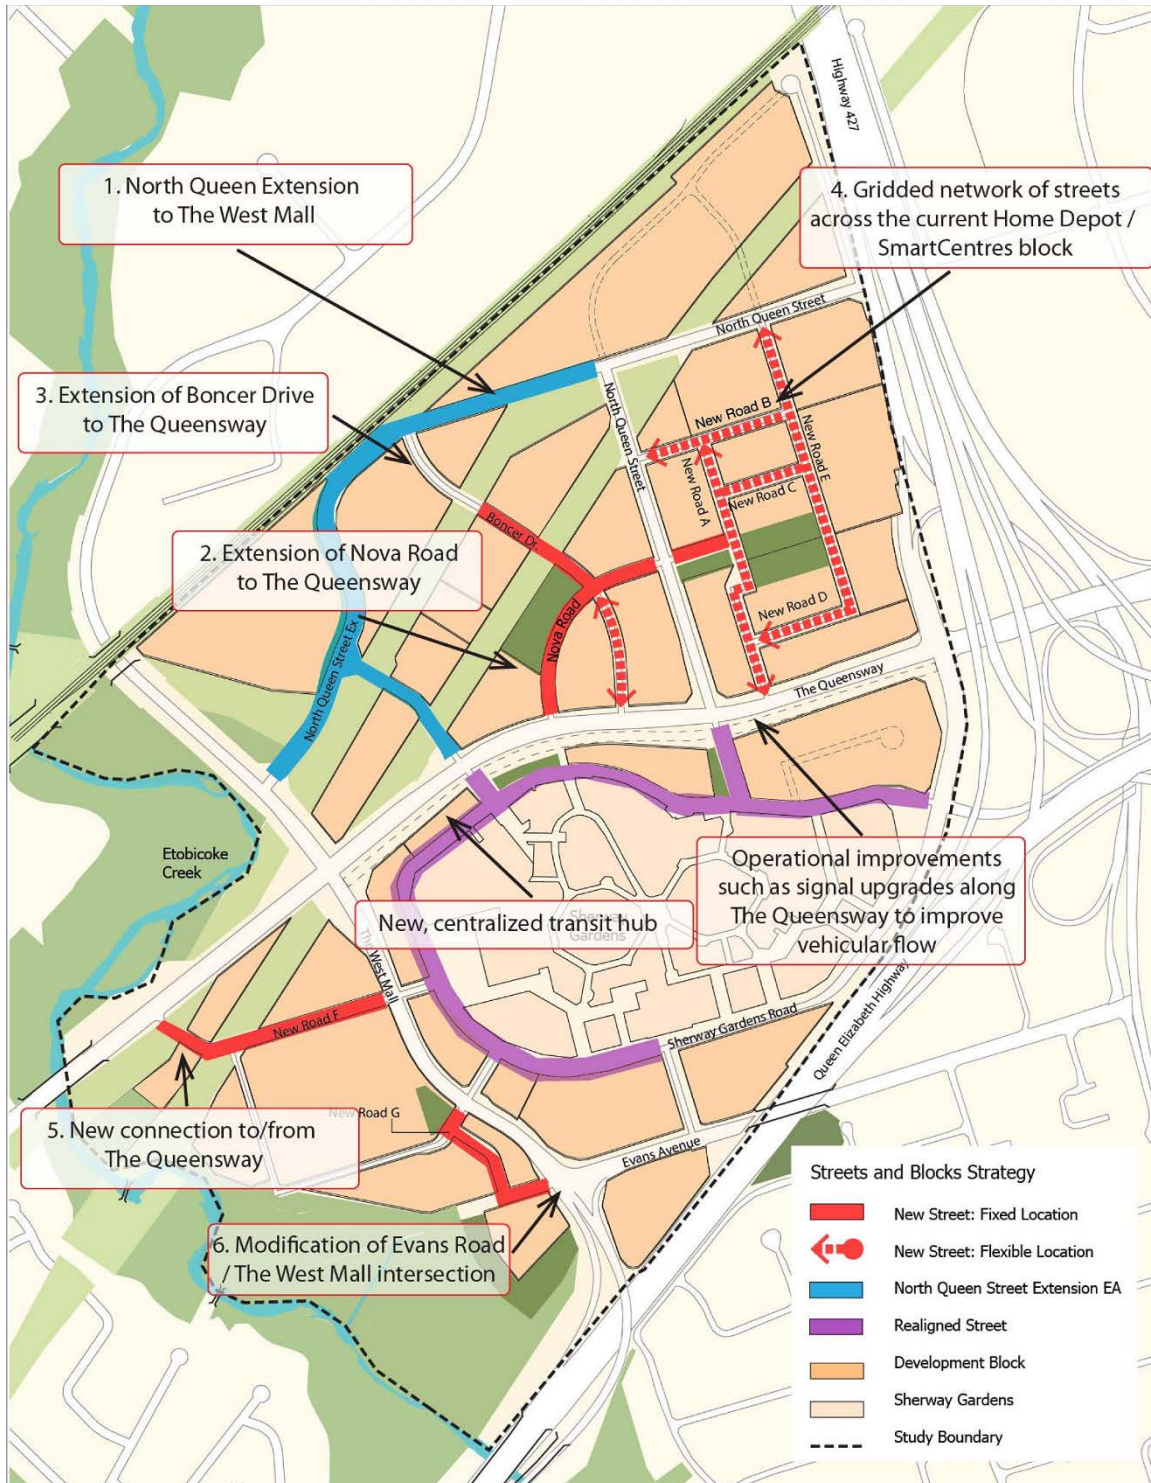 Highway 427
1. North Queen Extension
to The West Mall
4. Gridded network of streets
across the current Home Depot /
SmartCentres block
North Queen Street
3. Extension of Boncer Drive
to The Queensway
North Queen Street
New Road B
New Road E
New Road A
New Road C
Boncer Dr.
2. Extension of Nova Road
to The Queensway
Nova Road
New Road D
North Queen Street Ex
The Queensway
Etobicoke
Creek
Operational improvements
such as signal upgrades along
The Queensway to improve
vehicular flow
New, centralized transit hub
Sherway
Gardens
The West Mall
New Road F
Sherway Gardens Road
Queen Elizabeth Highway
New Road G
5. New connection to/from
The Queensway
Evans Avenue
6. Modification of Evans Road
/ The West Mall intersection
Streets and Blocks Strategy
New Street: Fixed Location
New Street: Flexible Location
North Queen Street Extension EA
Realigned Street
Development Block
Sherway Gardens
Study Boundary